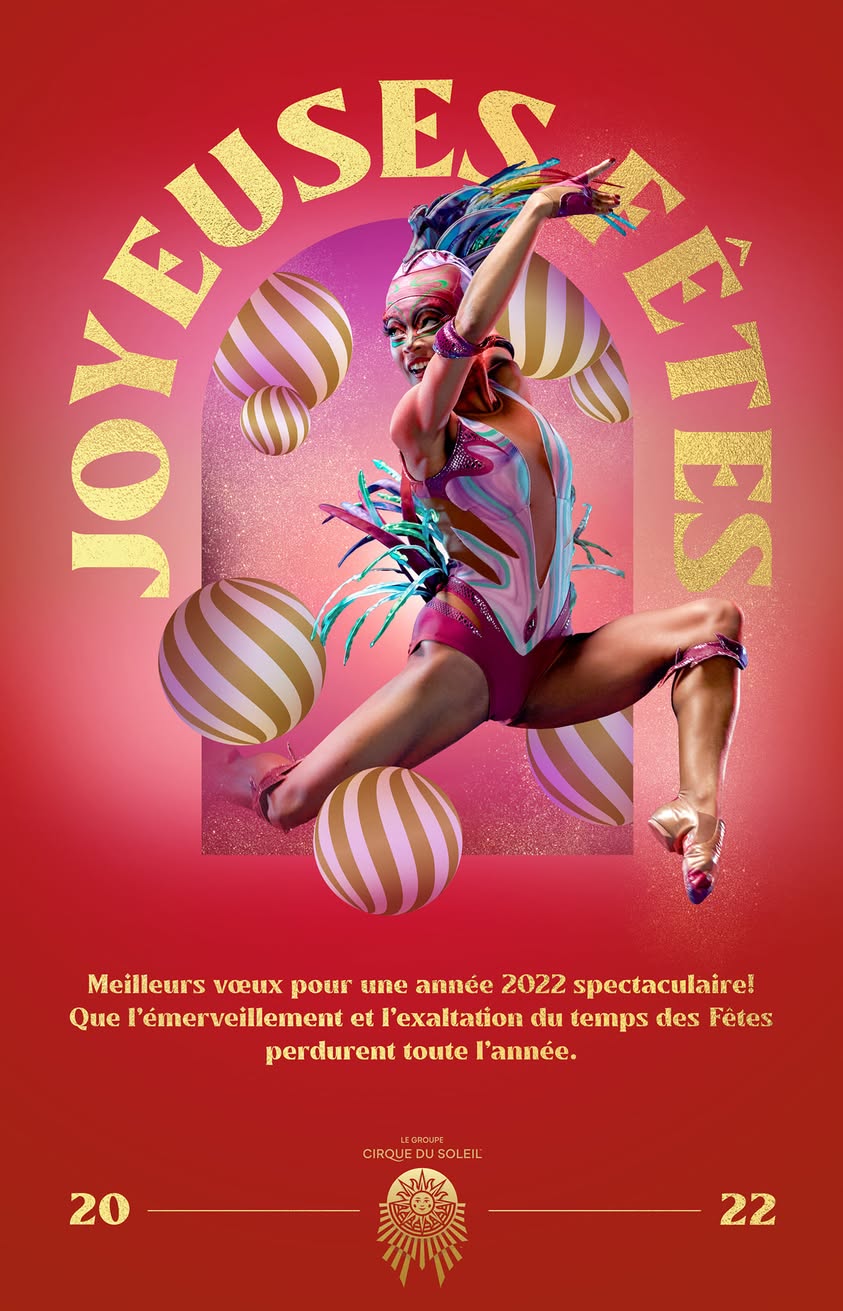 JOYEUSES FÊTES
Meilleurs vœux pour une année 2022 spectaculaire!
Que l’émerveillement et l’exaltation du temps des Fêtes
perdurent toute l’année.
LE GROUPE
CIRQUE DU SOLEIL
20 22